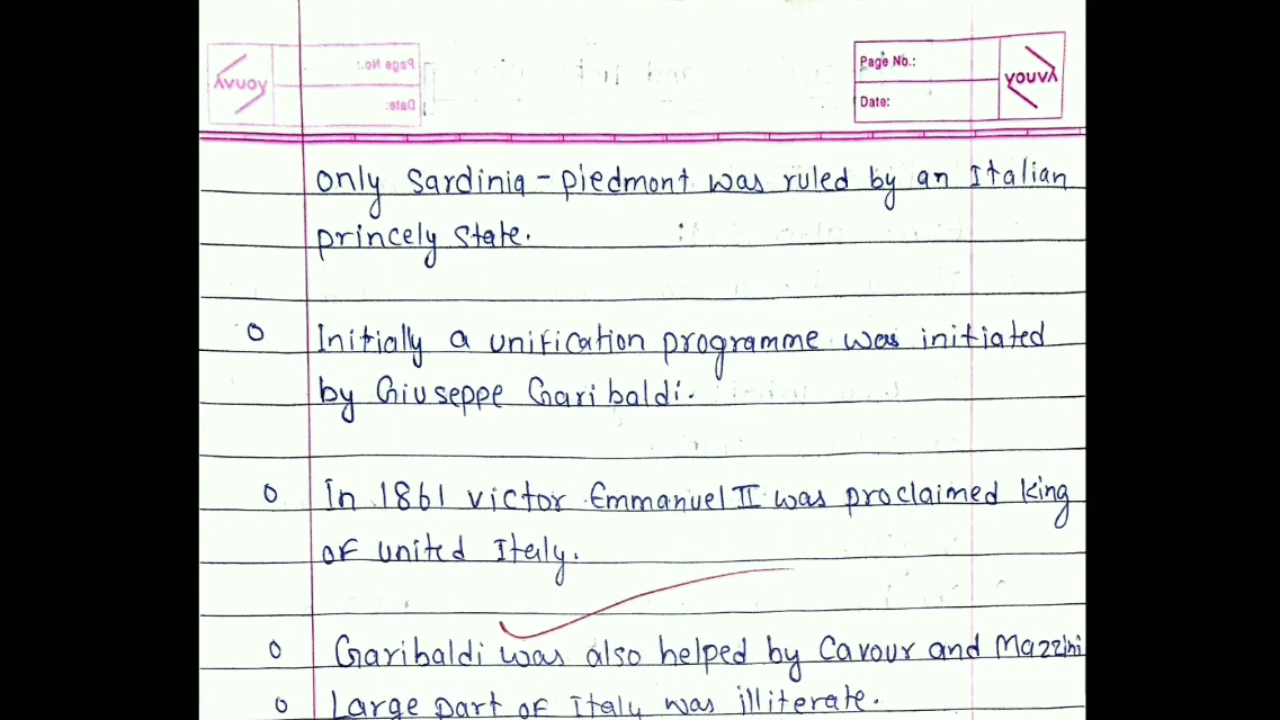 Page No.:
Date:
YOUVA
only Sardinia - Piedmont was ruled by an Italian
princely State.
Initially a unification programme was initiated
by Giuseppe Garibaldi.
In 1861 victor Emmanuel II was proclaimed king
of united Italy.
Garibaldi was also helped by Cavour and Mazzini
Large part of Italy was illiterate.